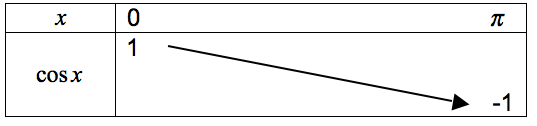 x 0 π
1
cos x
-1